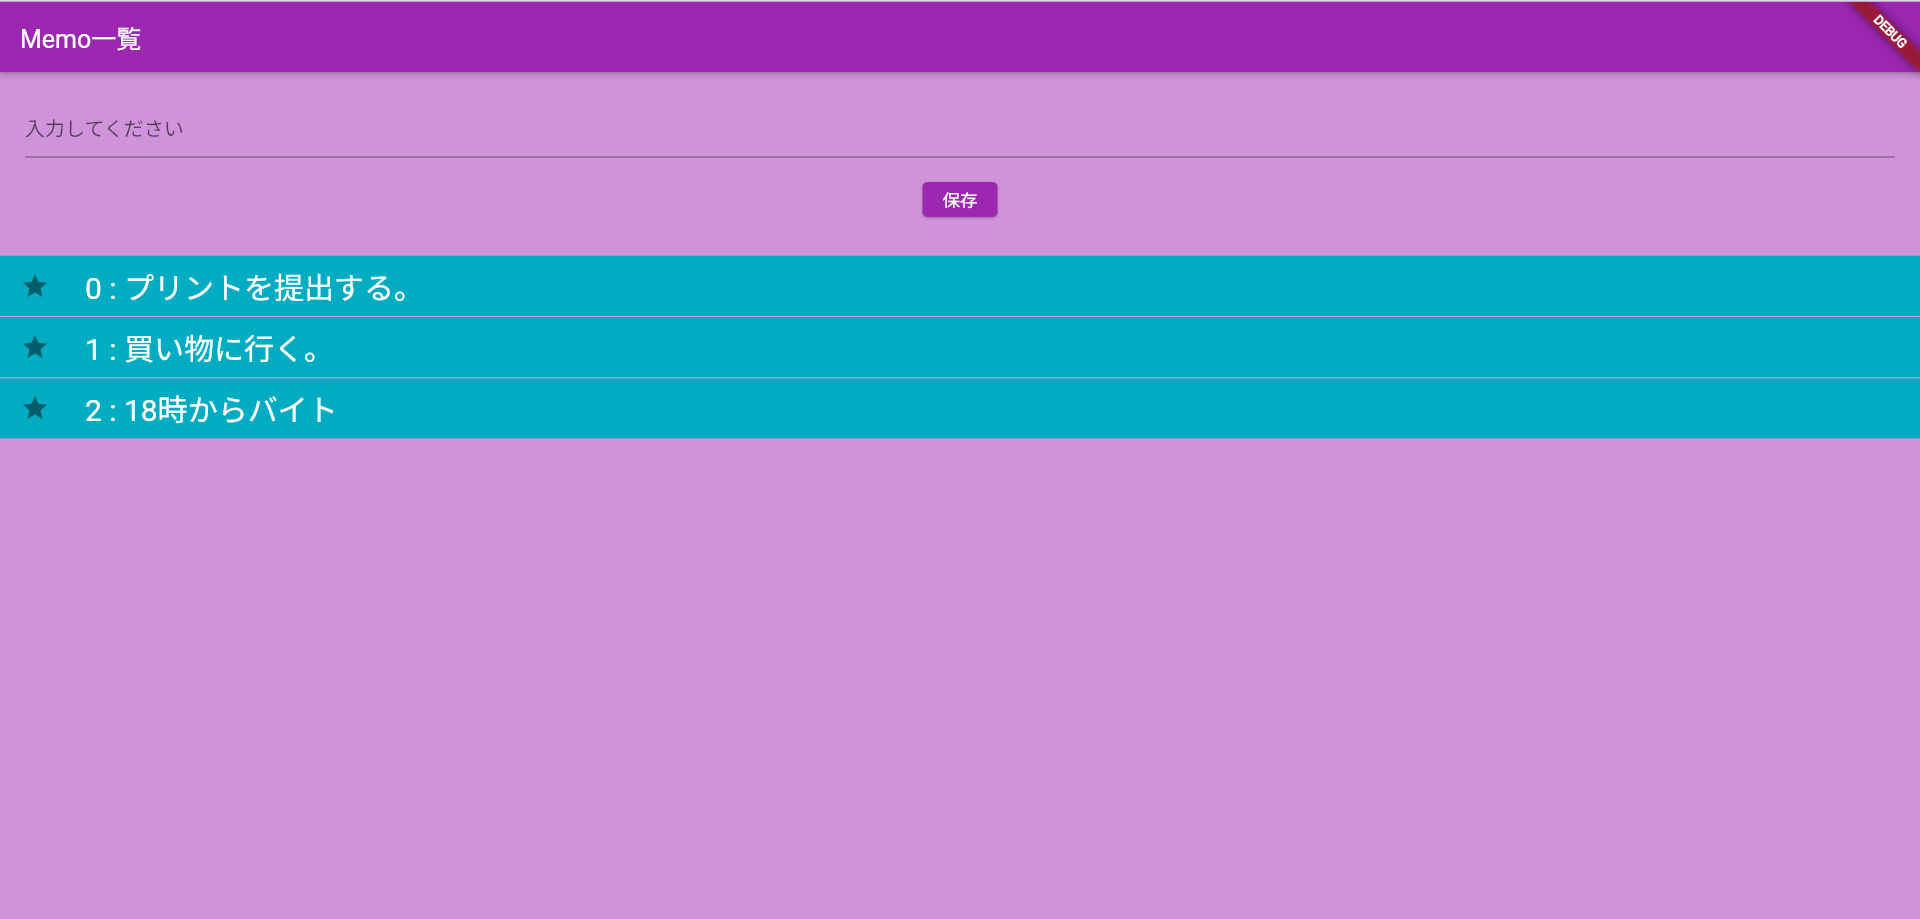 Memo一覧
DEBUG
入力してください
保存
0 : プリントを提出する。
1 : 買い物に行く。
2 : 18時からバイト